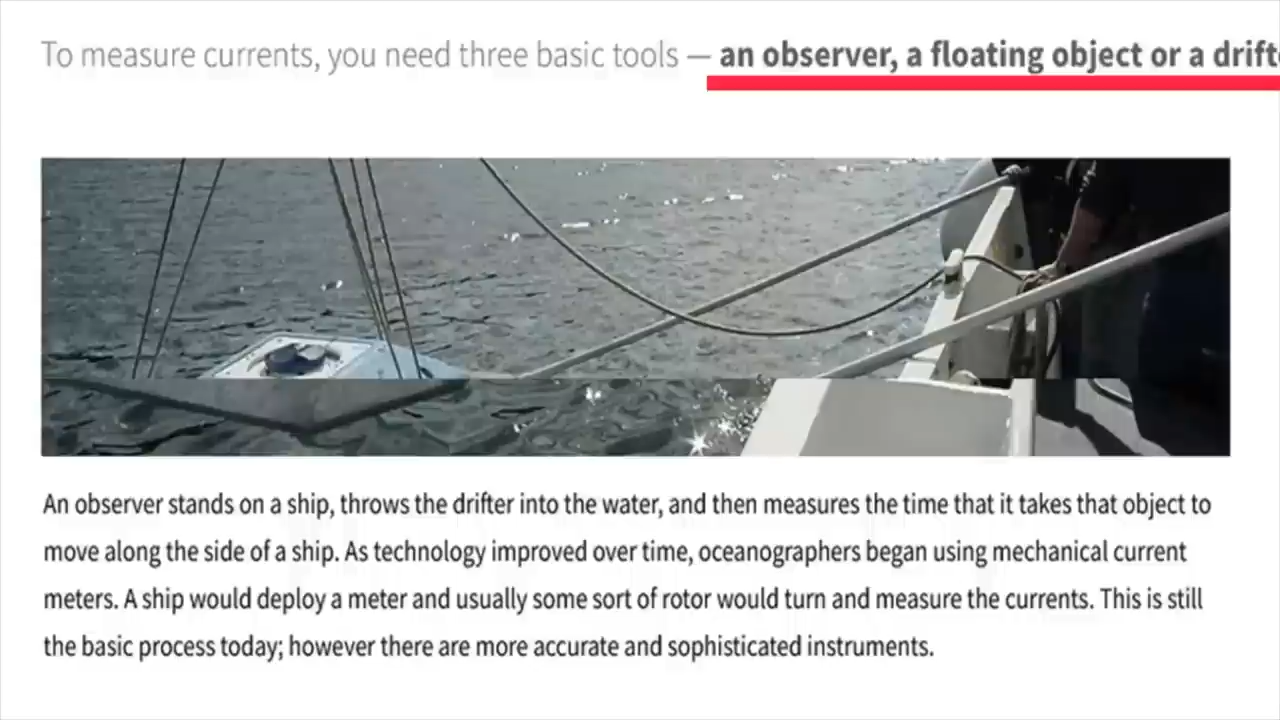 To measure currents, you need three basic tools — an observer, a floating object or a drift
An observer stands on a ship, throws the drifter into the water, and then measures the time that it takes that object to
move along the side of a ship. As technology improved over time, oceanographers began using mechanical current
meters. A ship would deploy a meter and usually some sort of rotor would turn and measure the currents. This is still
the basic process today; however there are more accurate and sophisticated instruments.